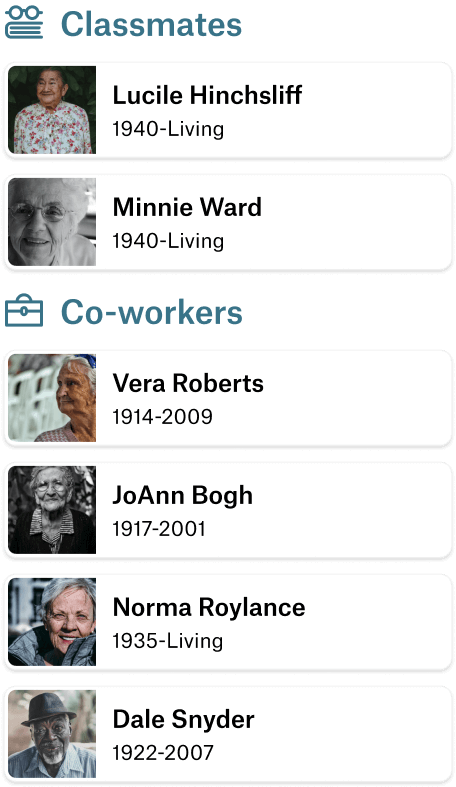 Classmates
Lucile Hinchsliff
1940-Living
Minnie Ward
1940-Living
Co-workers
Vera Roberts
1914-2009
JoAnn Bogh
1917-2001
Norma Roylance
1935-Living
Dale Snyder
1922-2007